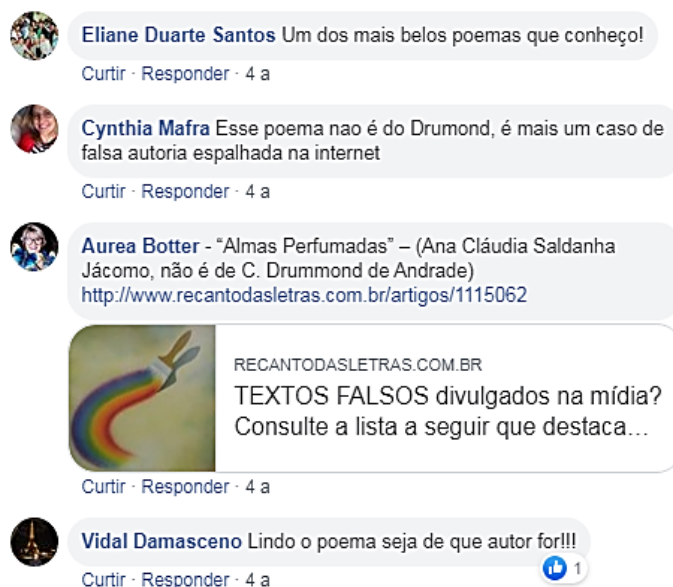 Eliane Duarte Santos Um dos mais belos poemas que conheço!
Curtir · Responder · 4 a
Cynthia Mafra Esse poema nao é do Drumond, é mais um caso de
falsa autoria espalhada na internet
Curtir · Responder · 4 a
Aurea Botter - “Almas Perfumadas” – (Ana Cláudia Saldanha
Jácomo, não é de C. Drummond de Andrade)
http://www.recantodasletras.com.br/artigos/1115062
RECANTODASLETRAS.COM.BR
TEXTOS FALSOS divulgados na mídia?
Consulte a lista a seguir que destaca...
Curtir · Responder · 4 a
Vidal Damasceno Lindo o poema seja de que autor for!!!
1
Curtir · Responder · 4 a